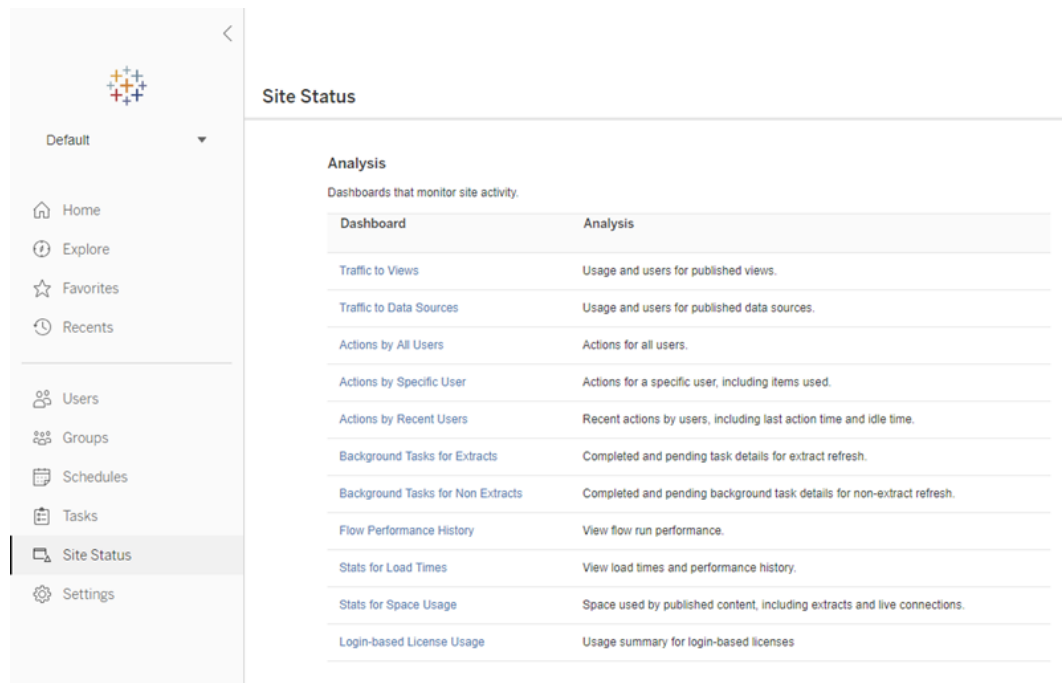 Default
Home
Explore
Favorites
Recents
Users
Groups
Schedules
Tasks
Site Status
Settings
Site Status
Analysis
Dashboards that monitor site activity.
Dashboard Analysis
Traffic to Views Usage and users for published views.
Traffic to Data Sources Usage and users for published data sources.
Actions by All Users Actions for all users.
Actions by Specific User Actions for a specific user, including items used.
Actions by Recent Users Recent actions by users, including last action time and idle time.
Background Tasks for Extracts Completed and pending task details for extract refresh.
Background Tasks for Non Extracts Completed and pending background task details for non-extract refresh.
Flow Performance History View flow run performance.
Stats for Load Times View load times and performance history.
Stats for Space Usage Space used by published content, including extracts and live connections.
Login-based License Usage Usage summary for login-based licenses